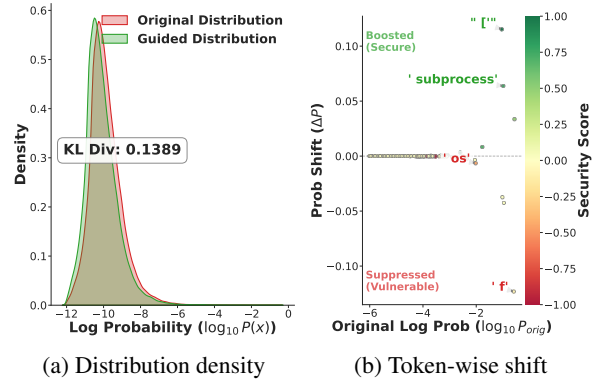 Original Distribution
Guided Distribution
KL Div: 0.1389
Density
0.0
0.1
0.2
0.3
0.4
0.5
0.6
−12
−10
−8
−6
−4
−2
0
Log Probability (log₁₀ P(x))
(a) Distribution density
Boosted
(Secure)
" ['"
' subprocess'
' os'
' f'
Suppressed
(Vulnerable)
Prob Shift (ΔP)
0.10
0.05
0.00
−0.05
−0.10
−6
−4
−2
Original Log Prob (log₁₀ Pₒᵣᵢg)
1.00
0.75
0.50
0.25
0.00
−0.25
−0.50
−0.75
−1.00
Security Score
(b) Token-wise shift